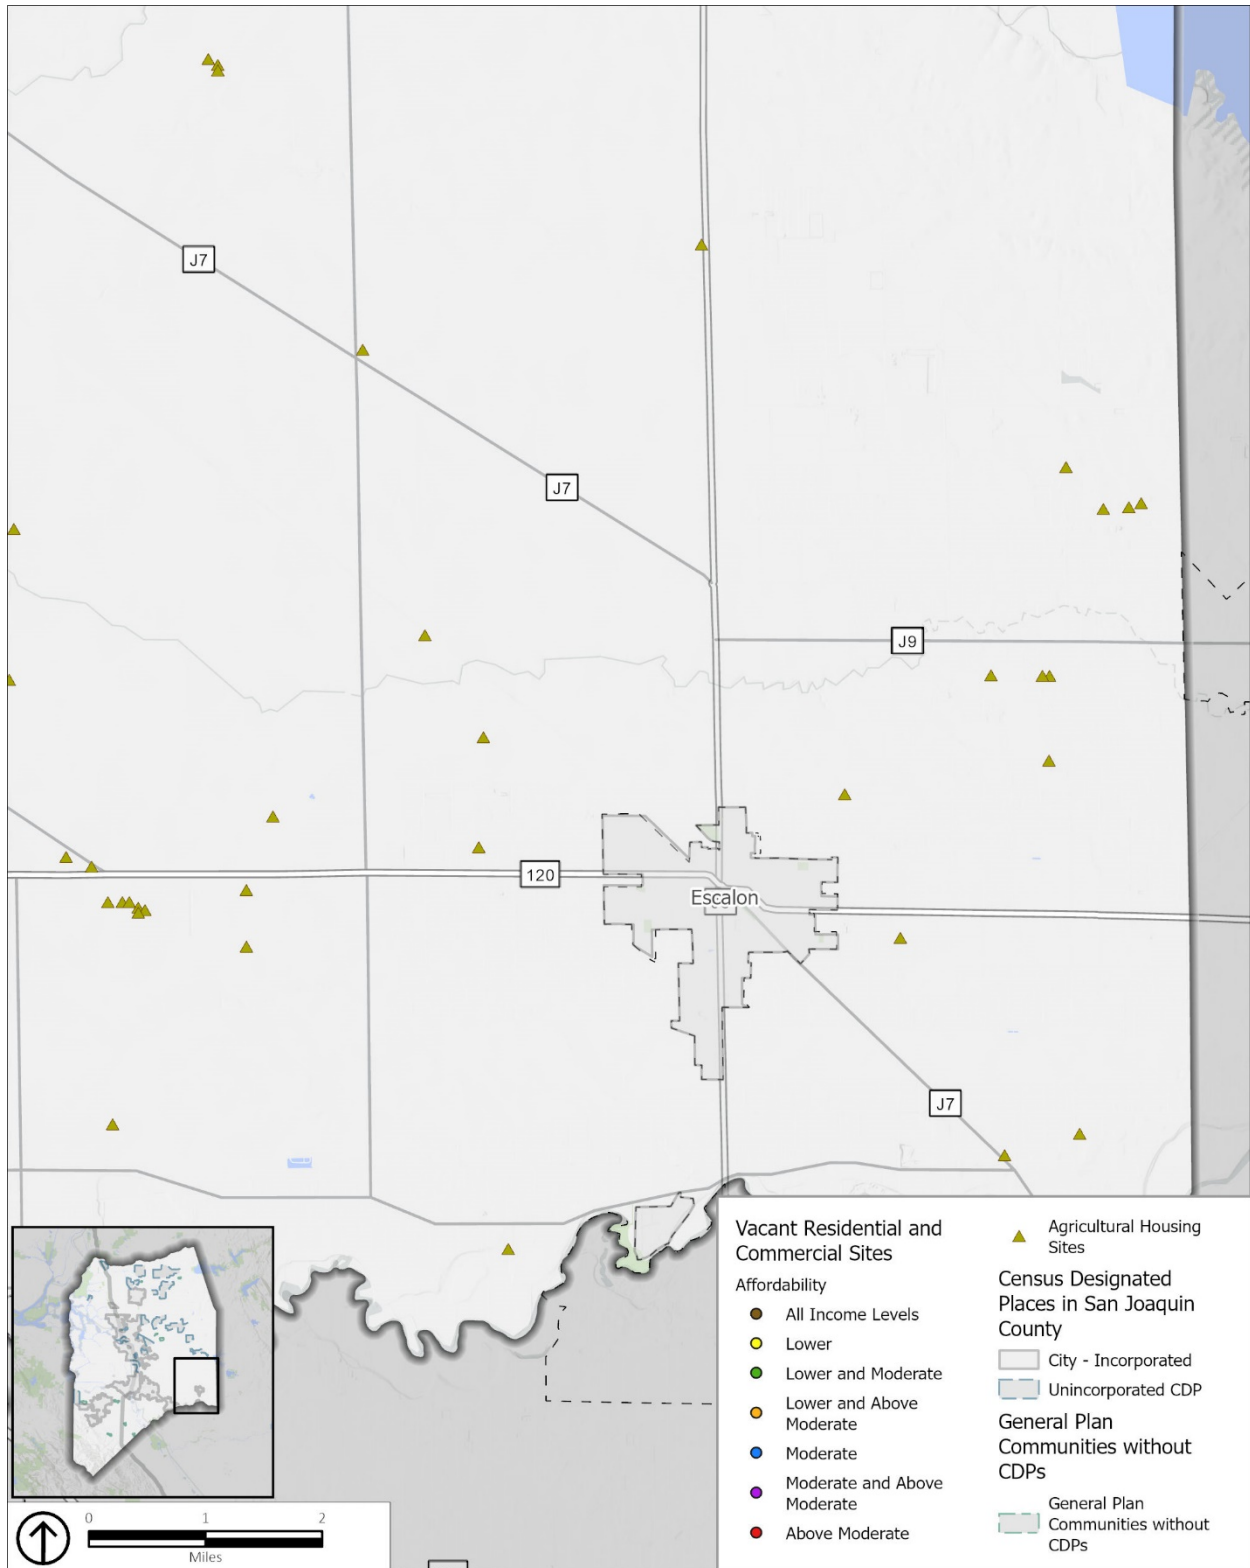 J7
J7
J9
120
Escalon
J7
Vacant Residential and
Commercial Sites
Affordability
All Income Levels
Lower
Lower and Moderate
Lower and Above
Moderate
Moderate
Moderate and Above
Moderate
Above Moderate
Agricultural Housing
Sites
Census Designated
Places in San Joaquin
County
City - Incorporated
Unincorporated CDP
General Plan
Communities without
CDPs
General Plan
Communities without
CDPs
0 1 2
Miles